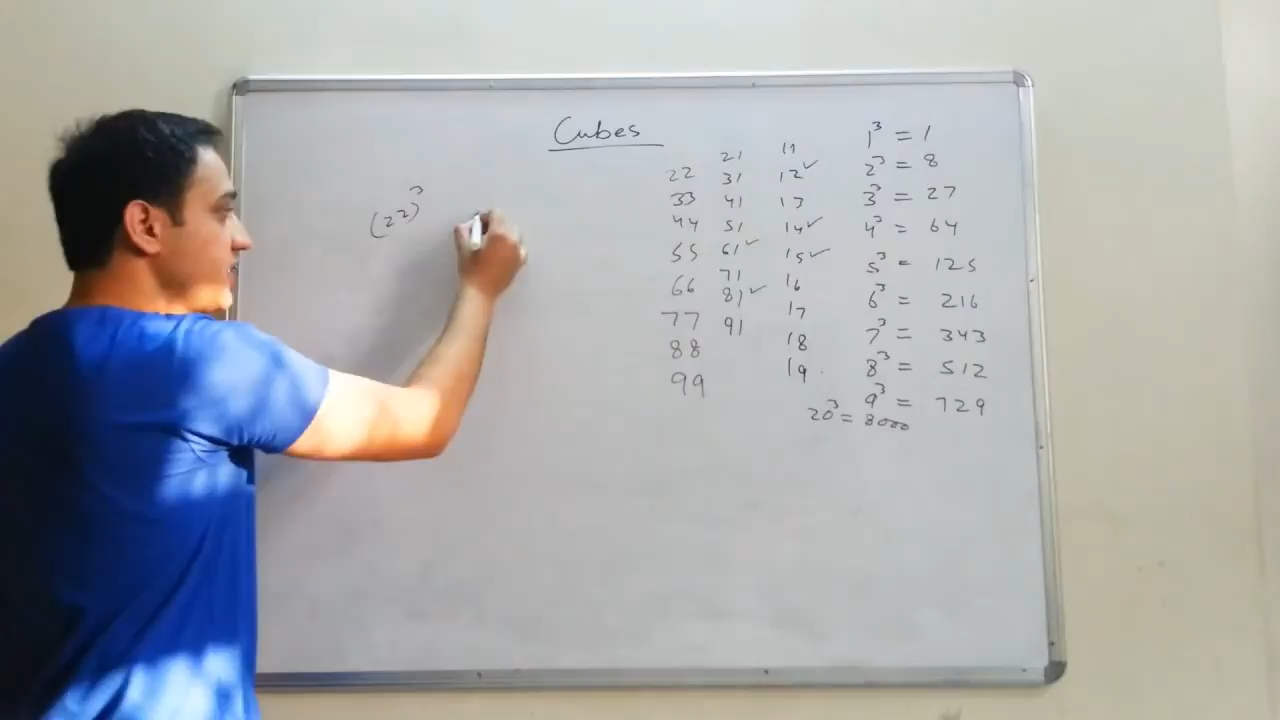 Cubes
(22)³
22
33
44
55
66
77
88
99
21
31
41
51
61 ✓
71
81 ✓
91
11
12 ✓
13
14 ✓
15 ✓
16
17
18
19
1³ = 1
2³ = 8
3³ = 27
4³ = 64
5³ = 125
6³ = 216
7³ = 343
8³ = 512
9³ = 729
20³ = 8000